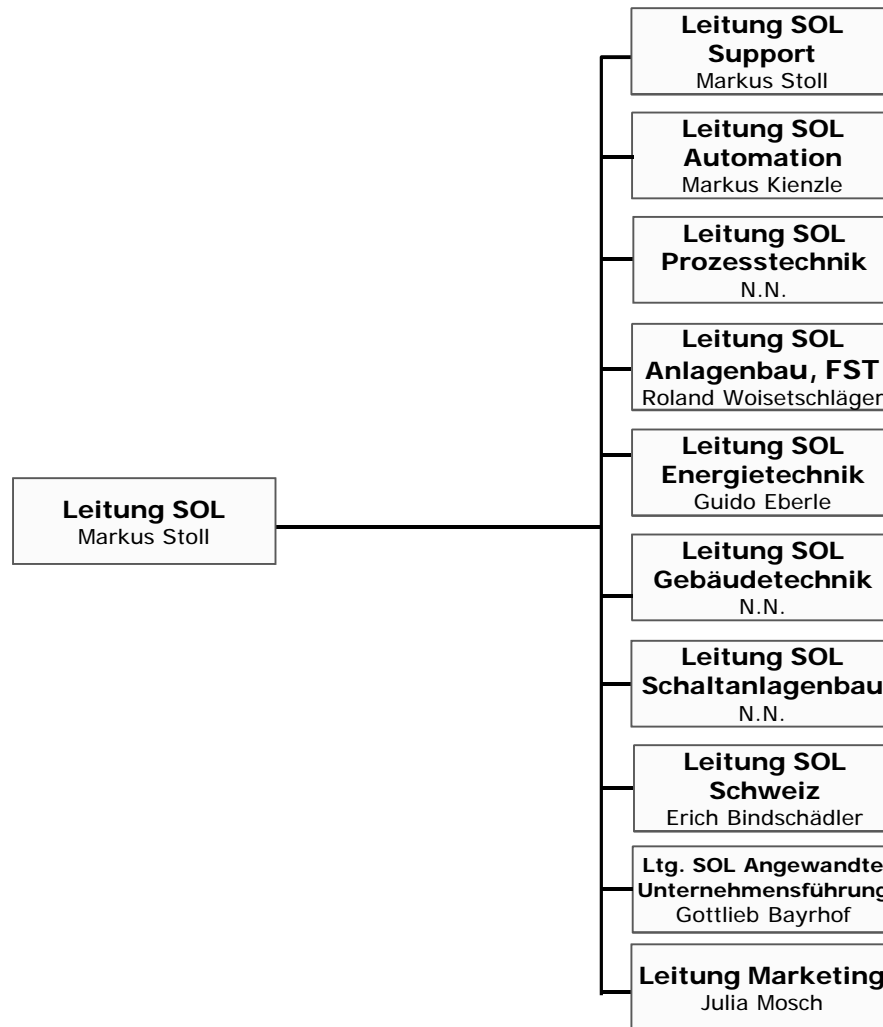 Leitung SOL
Support
Markus Stoll
Leitung SOL
Automation
Markus Kienzle
Leitung SOL
Prozesstechnik
N.N.
Leitung SOL
Anlagenbau, FST
Roland Woisetschläger
Leitung SOL
Energietechnik
Guido Eberle
Leitung SOL
Markus Stoll
Leitung SOL
Gebäudetechnik
N.N.
Leitung SOL
Schaltanlagenbau
N.N.
Leitung SOL
Schweiz
Erich Bindschädler
Ltg. SOL Angewandte
Unternehmensführung
Gottlieb Bayrhof
Leitung Marketing
Julia Mosch